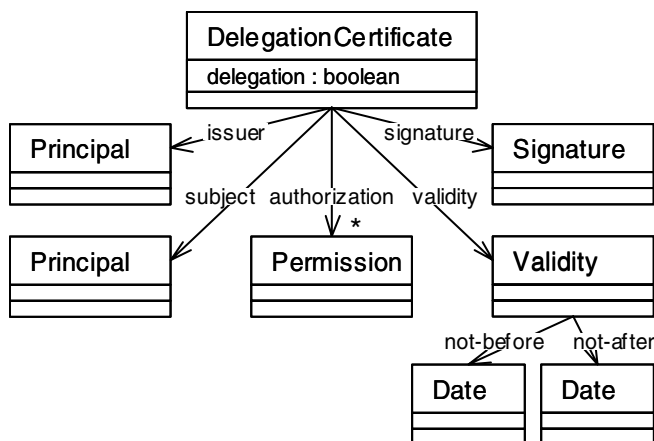 DelegationCertificate
delegation : boolean
issuer
signature
Principal
Signature
subject
authorization
validity
*
Principal
Permission
Validity
not-before
not-after
Date
Date